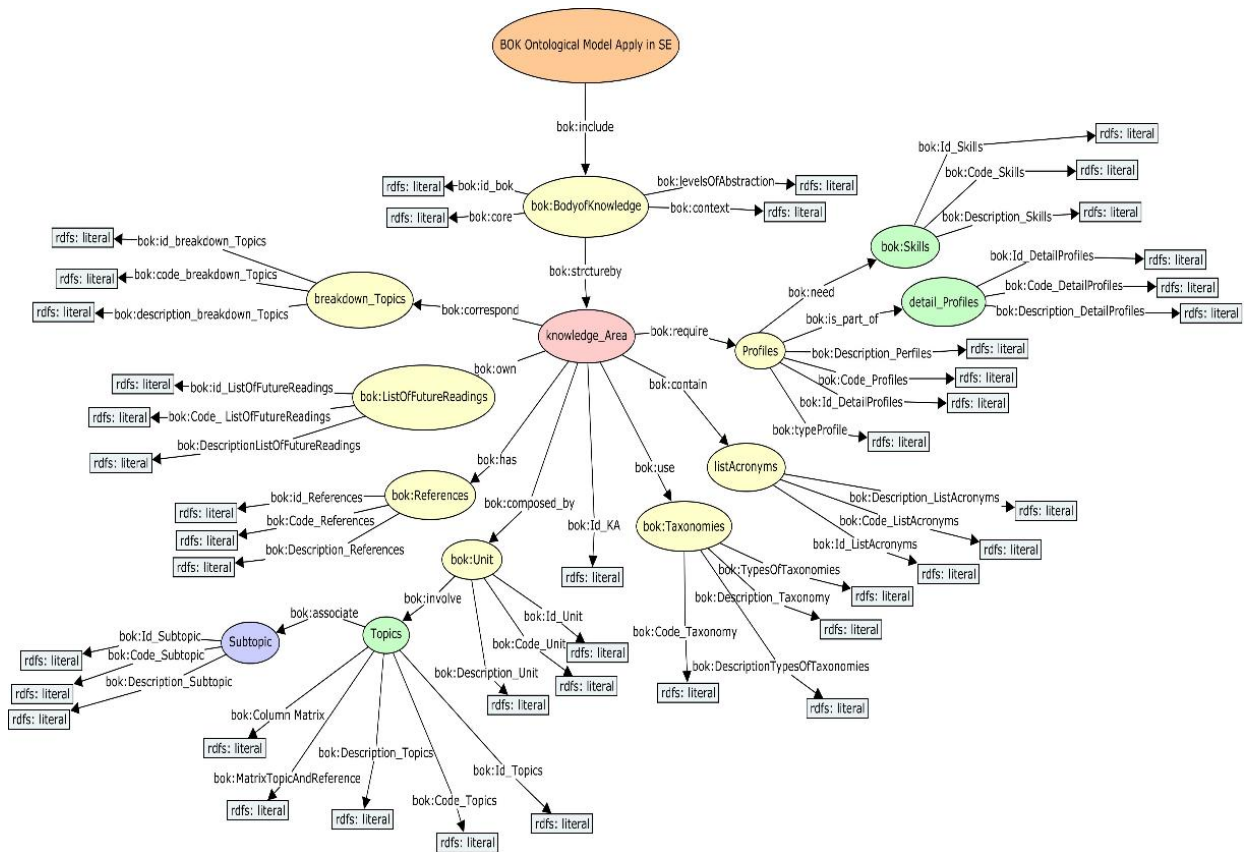 BOK Ontological Model Apply in SE
bok:include
bok:Id_Skills
rdfs: literal
bok:Code_Skills
rdfs: literal
rdfs: literal
bok:id_bok
bok:BodyofKnowledge
bok:levelsOfAbstraction
rdfs: literal
rdfs: literal
bok:core
bok:context
rdfs: literal
bok:Description_Skills
rdfs: literal
bok:Skills
rdfs: literal
bok:id_breakdown_Topics
rdfs: literal
bok:code_breakdown_Topics
rdfs: literal
bok:description_breakdown_Topics
breakdown_Topics
bok:strctureby
bok:correspond
knowledge_Area
bok:require
bok:need
bok:is_part_of
detail_Profiles
bok:Id_DetailProfiles
rdfs: literal
bok:Code_DetailProfiles
rdfs: literal
bok:Description_DetailProfiles
rdfs: literal
Profiles
bok:Description_Perfiles
rdfs: literal
bok:Code_Profiles
rdfs: literal
bok:Id_DetailProfiles
rdfs: literal
bok:typeProfile
rdfs: literal
bok:own
bok:contain
rdfs: literal
bok:id_ListOfFutureReadings
bok:ListOfFutureReadings
rdfs: literal
bok:Code_ ListOfFutureReadings
bok:DescriptionListOfFutureReadings
rdfs: literal
bok:has
bok:use
listAcronyms
bok:References
bok:composed_by
bok:Id_KA
rdfs: literal
bok:id_References
rdfs: literal
bok:Code_References
rdfs: literal
bok:Description_References
rdfs: literal
bok:Description_ListAcronyms
rdfs: literal
bok:Code_ListAcronyms
rdfs: literal
bok:Id_ListAcronyms
rdfs: literal
bok:Taxonomies
bok:TypesOfTaxonomies
rdfs: literal
bok:Description_Taxonomy
rdfs: literal
bok:Code_Taxonomy
rdfs: literal
bok:DescriptionTypesOfTaxonomies
rdfs: literal
bok:Unit
bok:involve
bok:Id_Unit
rdfs: literal
bok:Code_Unit
rdfs: literal
bok:Description_Unit
rdfs: literal
bok:associate
Topics
Subtopic
bok:Id_Subtopic
rdfs: literal
bok:Code_Subtopic
rdfs: literal
bok:Description_Subtopic
rdfs: literal
bok:Column Matrix
rdfs: literal
bok:MatrixTopicAndReference
rdfs: literal
bok:Description_Topics
rdfs: literal
bok:Code_Topics
rdfs: literal
bok:Id_Topics
rdfs: literal